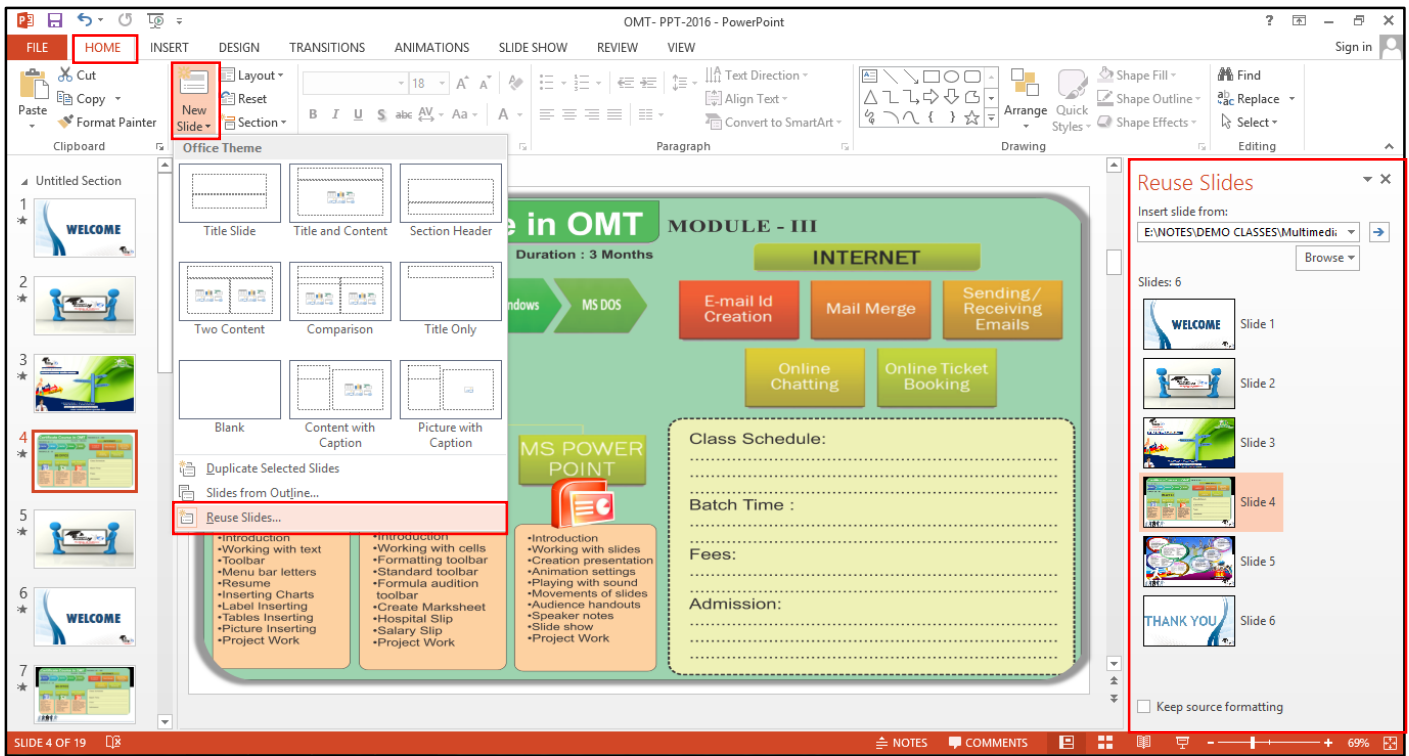 OMT- PPT-2016 - PowerPoint
FILE HOME INSERT DESIGN TRANSITIONS ANIMATIONS SLIDE SHOW REVIEW VIEW Sign in
Paste
Cut
Copy
Format Painter
Clipboard
New
Slide
Layout
Reset
Section
18
Text Direction
Align Text
Convert to SmartArt
Paragraph
Arrange
Quick
Styles
Shape Fill
Shape Outline
Shape Effects
Drawing
Find
Replace
Select
Editing
Untitled Section
1
WELCOME
2
3
4
5
6
WELCOME
7
Office Theme
Title Slide
Title and Content
Section Header
Two Content
Comparison
Title Only
Blank
Content with
Caption
Picture with
Caption
Duplicate Selected Slides
Slides from Outline...
Reuse Slides...
e in OMT
MODULE - III
Duration : 3 Months
INTERNET
ndows
MS DOS
E-mail Id
Creation
Mail Merge
Sending/
Receiving
Emails
Online
Chatting
Online Ticket
Booking
MS POWER
POINT
•Introduction
•Working with text
•Toolbar
•Menu bar letters
•Resume
•Inserting Charts
•Label Inserting
•Tables Inserting
•Picture Inserting
•Project Work
•Introduction
•Working with cells
•Formatting toolbar
•Standard toolbar
•Formula audition
toolbar
•Create Marksheet
•Hospital Slip
•Salary Slip
•Project Work
•Introduction
•Working with slides
•Creation presentation
•Animation settings
•Playing with sound
•Movements of slides
•Audience handouts
•Speaker notes
•Slide show
•Project Work
Class Schedule:
Batch Time :
Fees:
Admission:
Reuse Slides
Insert slide from:
E:\NOTES\DEMO CLASSES\Multimedia
Browse
Slides: 6
WELCOME
Slide 1
Slide 2
Slide 3
Slide 4
Slide 5
THANK YOU
Slide 6
Keep source formatting
SLIDE 4 OF 19
NOTES
COMMENTS
69%